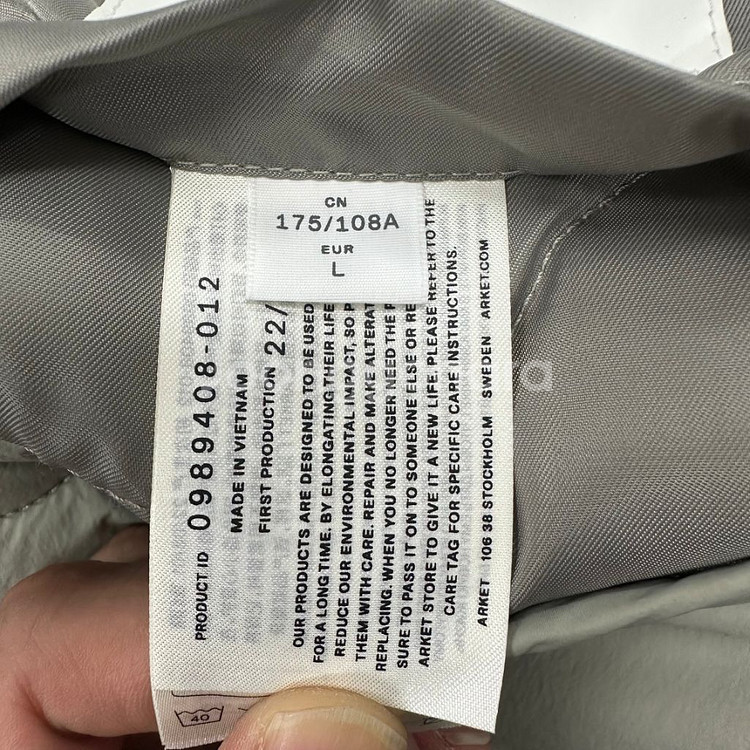 CN
175/108A
EUR
L
PRODUCT ID 0989408-012
MADE IN VIETNAM
FIRST PRODUCTION 22/
OUR PRODUCTS ARE DESIGNED TO BE USED
FOR A LONG TIME. BY ELONGATING THEIR LIFE
REDUCE OUR ENVIRONMENTAL IMPACT, SO
THEM WITH CARE. REPAIR AND MAKE ALTERAT
REPLACING. WHEN YOU NO LONGER NEED THE
SURE TO PASS IT ON TO SOMEONE ELSE OR RE
ARKET STORE TO GIVE IT A NEW LIFE. PLEASE REFER TO THE
CARE TAG FOR SPECIFIC CARE INSTRUCTIONS.
ARKET 106 38 STOCKHOLM SWEDEN ARKET.COM
40